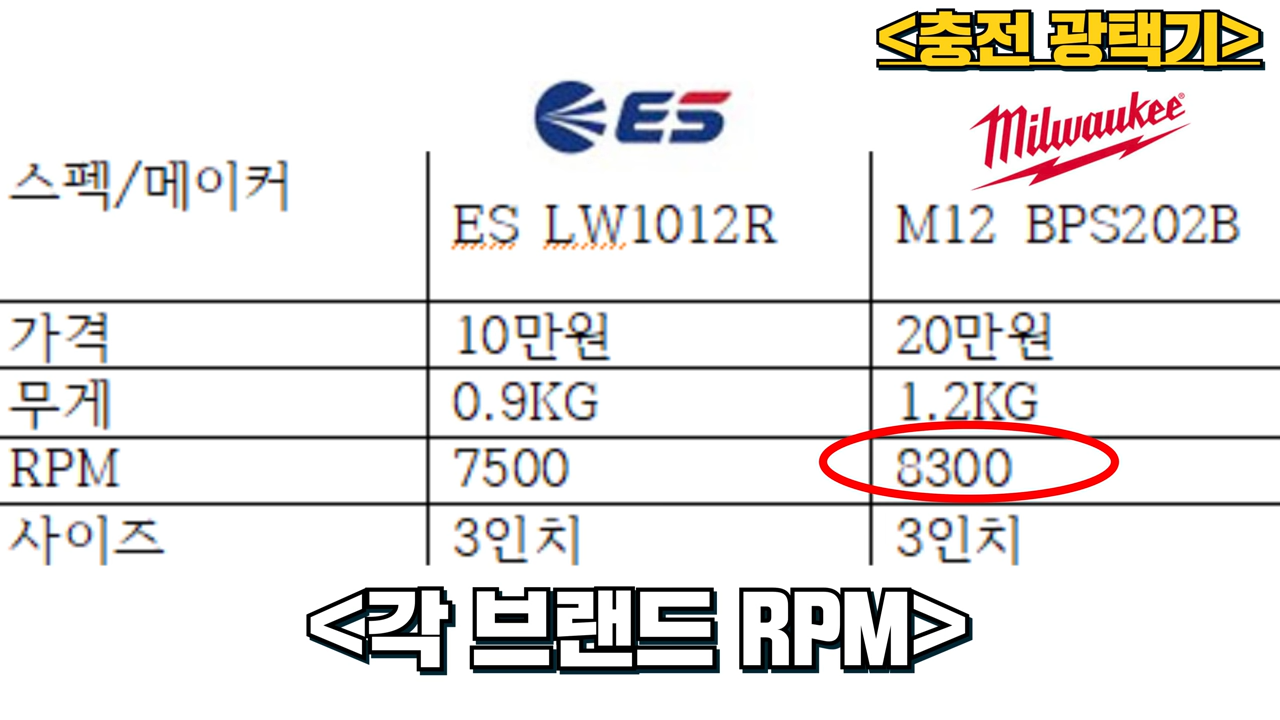 <충전 광택기>
ES
Milwaukee®
스펙/메이커
ES LW1012R
M12 BPS202B
가격
10만원
20만원
무게
0.9KG
1.2KG
RPM
7500
8300
사이즈
3인치
3인치
<각 브랜드 RPM>